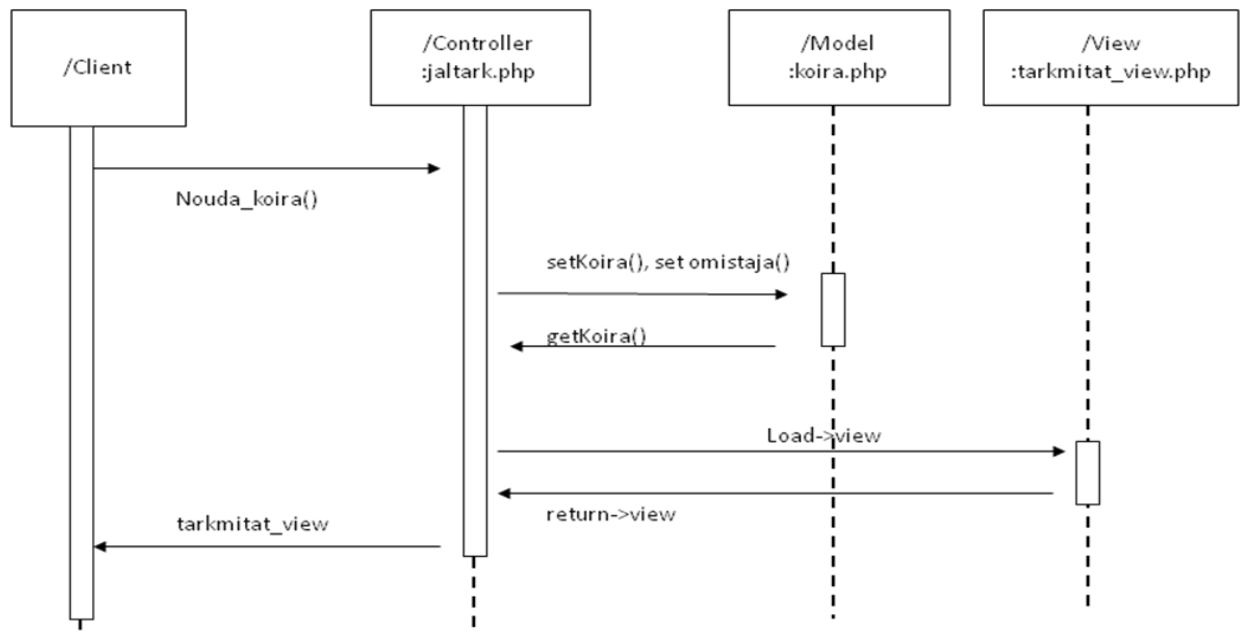 /Client
/Controller
:jaltark.php
/Model
:koira.php
/View
:tarkmitat_view.php
Nouda_koira()
setKoira(), set omistaja()
getKoira()
Load->view
return->view
tarkmitat_view